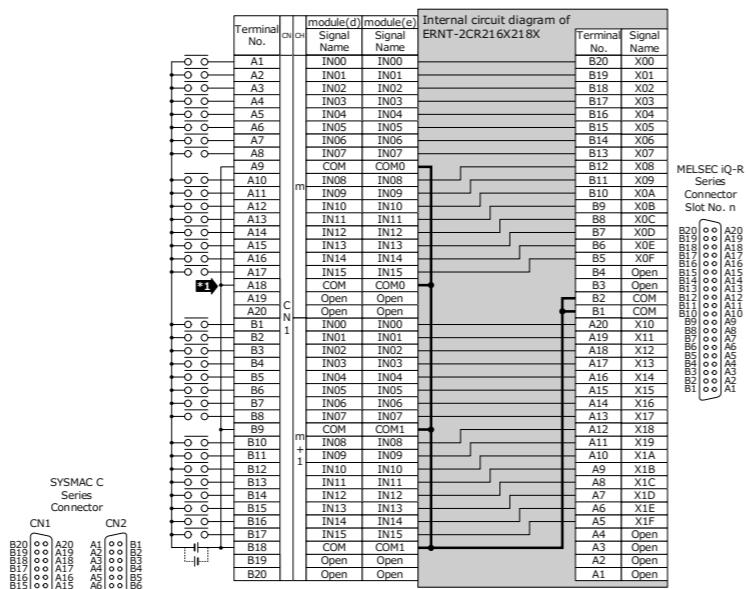 Terminal No. CN CH module(d) Signal Name module(e) Signal Name
Internal circuit diagram of
ERNT-2CR216X218X
Terminal No. Signal Name
A1 IN00 IN00 B20 X00
A2 IN01 IN01 B19 X01
A3 IN02 IN02 B18 X02
A4 IN03 IN03 B17 X03
A5 IN04 IN04 B16 X04
A6 IN05 IN05 B15 X05
A7 IN06 IN06 B14 X06
A8 IN07 IN07 B13 X07
A9 COM COM0 B12 X08
A10 IN08 IN08 B11 X09
A11 m IN09 IN09 B10 X0A
A12 IN10 IN10 B9 X0B
A13 IN11 IN11 B8 X0C
A14 IN12 IN12 B7 X0D
A15 IN13 IN13 B6 X0E
A16 IN14 IN14 B5 X0F
A17 IN15 IN15 B4 Open
*1 A18 COM COM0 B3 Open
A19 Open Open B2 COM
A20 CN1 Open Open B1 COM
B1 IN00 IN00 A20 X10
B2 IN01 IN01 A19 X11
B3 IN02 IN02 A18 X12
B4 IN03 IN03 A17 X13
B5 IN04 IN04 A16 X14
B6 IN05 IN05 A15 X15
B7 IN06 IN06 A14 X16
B8 IN07 IN07 A13 X17
B9 COM COM1 A12 X18
B10 m+1 IN08 IN08 A11 X19
B11 IN09 IN09 A10 X1A
B12 IN10 IN10 A9 X1B
B13 IN11 IN11 A8 X1C
B14 IN12 IN12 A7 X1D
B15 IN13 IN13 A6 X1E
B16 IN14 IN14 A5 X1F
B17 IN15 IN15 A4 Open
B18 COM COM1 A3 Open
B19 Open Open A2 Open
B20 Open Open A1 Open
MELSEC iQ-R
Series
Connector
Slot No. n
B20 A20
B19 A19
B18 A18
B17 A17
B16 A16
B15 A15
B14 A14
B13 A13
B12 A12
B11 A11
B10 A10
B9 A9
B8 A8
B7 A7
B6 A6
B5 A5
B4 A4
B3 A3
B2 A2
B1 A1
SYSMAC C
Series
Connector
CN1 CN2
B20 A20 A1 B1
B19 A19 A2 B2
B18 A18 A3 B3
B17 A17 A4 B4
B16 A16 A5 B5
B15 A15 A6 B6